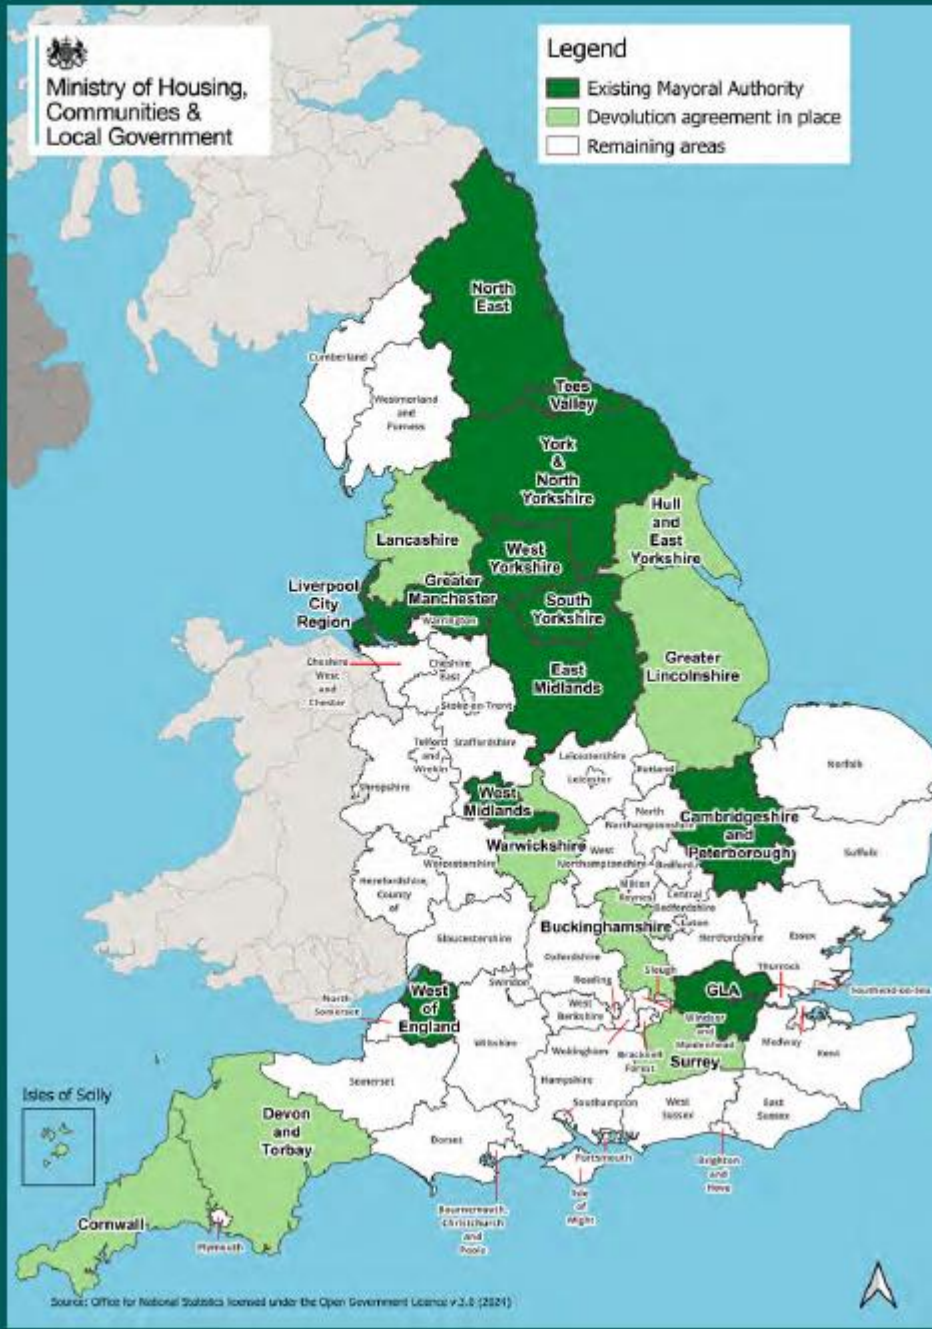 Ministry of Housing,
Communities &
Local Government
Legend
Existing Mayoral Authority
Devolution agreement in place
Remaining areas
North
East
Cumberland
Westmorland
and
Furness
Tees
Valley
York
&
North
Yorkshire
Hull
and
East
Yorkshire
Lancashire
West
Yorkshire
Liverpool
City
Region
Greater
Manchester
South
Yorkshire
Warrington
Cheshire
West
and
Chester
Cheshire
East
East
Midlands
Greater
Lincolnshire
Stoke-on-Trent
Telford
and
Wrekin
Staffordshire
Leicestershire
Leicester
Rutland
Norfolk
Shropshire
West
Midlands
North
Northamptonshire
Cambridgeshire
and
Peterborough
Warwickshire
West
Northamptonshire
Bedford
Suffolk
Worcestershire
Herefordshire,
County
of
Milton
Keynes
Central
Bedfordshire
Luton
Buckinghamshire
Hertfordshire
Essex
Gloucestershire
Oxfordshire
Thurrock
Southend-on-Sea
Swindon
Reading
Slough
GLA
North
Somerset
West
of
England
West
Berkshire
Windsor
and
Maidenhead
Medway
Kent
Wiltshire
Wokingham
Bracknell
Forest
Surrey
Somerset
Hampshire
Isles of Scilly
Devon
and
Torbay
Southampton
West
Sussex
East
Sussex
Dorset
Portsmouth
Brighton
and
Hove
Isle
of
Wight
Bournemouth,
Christchurch
and
Poole
Cornwall
Plymouth
Source: Office for National Statistics licensed under the Open Government Licence v.3.0 (2024)